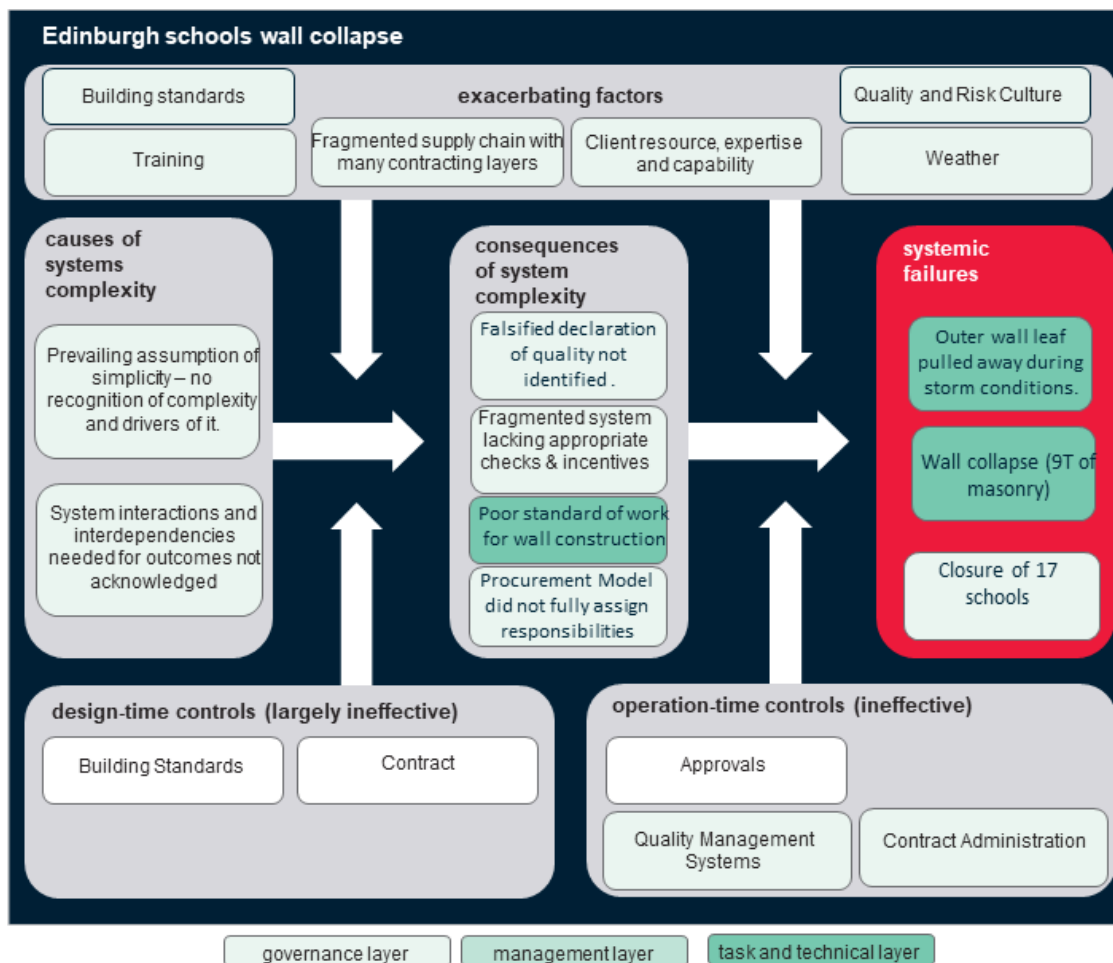 Edinburgh schools wall collapse
exacerbating factors
Building standards
Training
Fragmented supply chain with
many contracting layers
Client resource, expertise
and capability
Quality and Risk Culture
Weather
causes of
systems
complexity
Prevailing assumption of
simplicity – no
recognition of complexity
and drivers of it.
System interactions and
interdependencies
needed for outcomes not
acknowledged
consequences
of system
complexity
Falsified declaration
of quality not
identified .
Fragmented system
lacking appropriate
checks & incentives
Poor standard of work
for wall construction
Procurement Model
did not fully assign
responsibilities
systemic
failures
Outer wall leaf
pulled away during
storm conditions.
Wall collapse (9T of
masonry)
Closure of 17
schools
design-time controls (largely ineffective)
Building Standards
Contract
operation-time controls (ineffective)
Approvals
Quality Management
Systems
Contract Administration
governance layer
management layer
task and technical layer